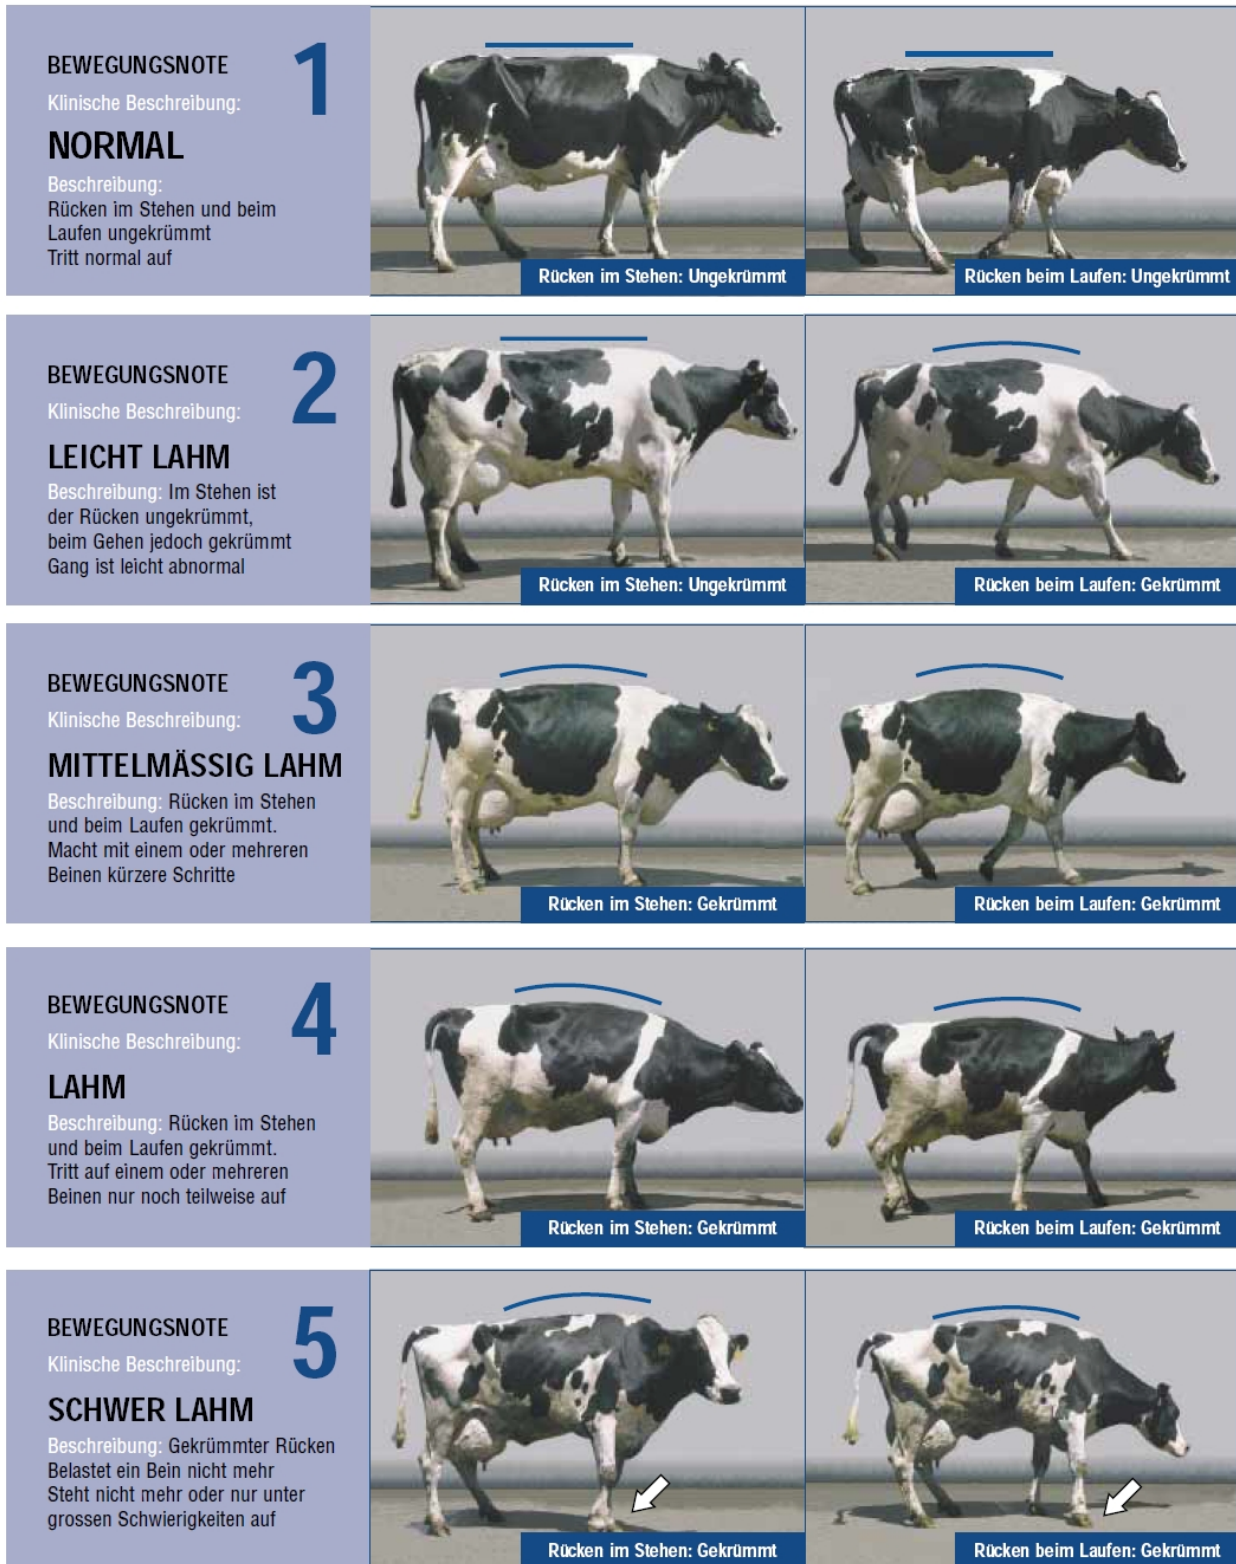 BEWEGUNGSNOTE
1
Klinische Beschreibung:
NORMAL
Beschreibung:
Rücken im Stehen und beim
Laufen ungekrümmt
Tritt normal auf
Rücken im Stehen: Ungekrümmt
Rücken beim Laufen: Ungekrümmt
BEWEGUNGSNOTE
2
Klinische Beschreibung:
LEICHT LAHM
Beschreibung: Im Stehen ist
der Rücken ungekrümmt,
beim Gehen jedoch gekrümmt
Gang ist leicht abnormal
Rücken im Stehen: Ungekrümmt
Rücken beim Laufen: Gekrümmt
BEWEGUNGSNOTE
3
Klinische Beschreibung:
MITTELMÄSSIG LAHM
Beschreibung: Rücken im Stehen
und beim Laufen gekrümmt.
Macht mit einem oder mehreren
Beinen kürzere Schritte
Rücken im Stehen: Gekrümmt
Rücken beim Laufen: Gekrümmt
BEWEGUNGSNOTE
4
Klinische Beschreibung:
LAHM
Beschreibung: Rücken im Stehen
und beim Laufen gekrümmt.
Tritt auf einem oder mehreren
Beinen nur noch teilweise auf
Rücken im Stehen: Gekrümmt
Rücken beim Laufen: Gekrümmt
BEWEGUNGSNOTE
5
Klinische Beschreibung:
SCHWER LAHM
Beschreibung: Gekrümmter Rücken
Belastet ein Bein nicht mehr
Steht nicht mehr oder nur unter
grossen Schwierigkeiten auf
Rücken im Stehen: Gekrümmt
Rücken beim Laufen: Gekrümmt